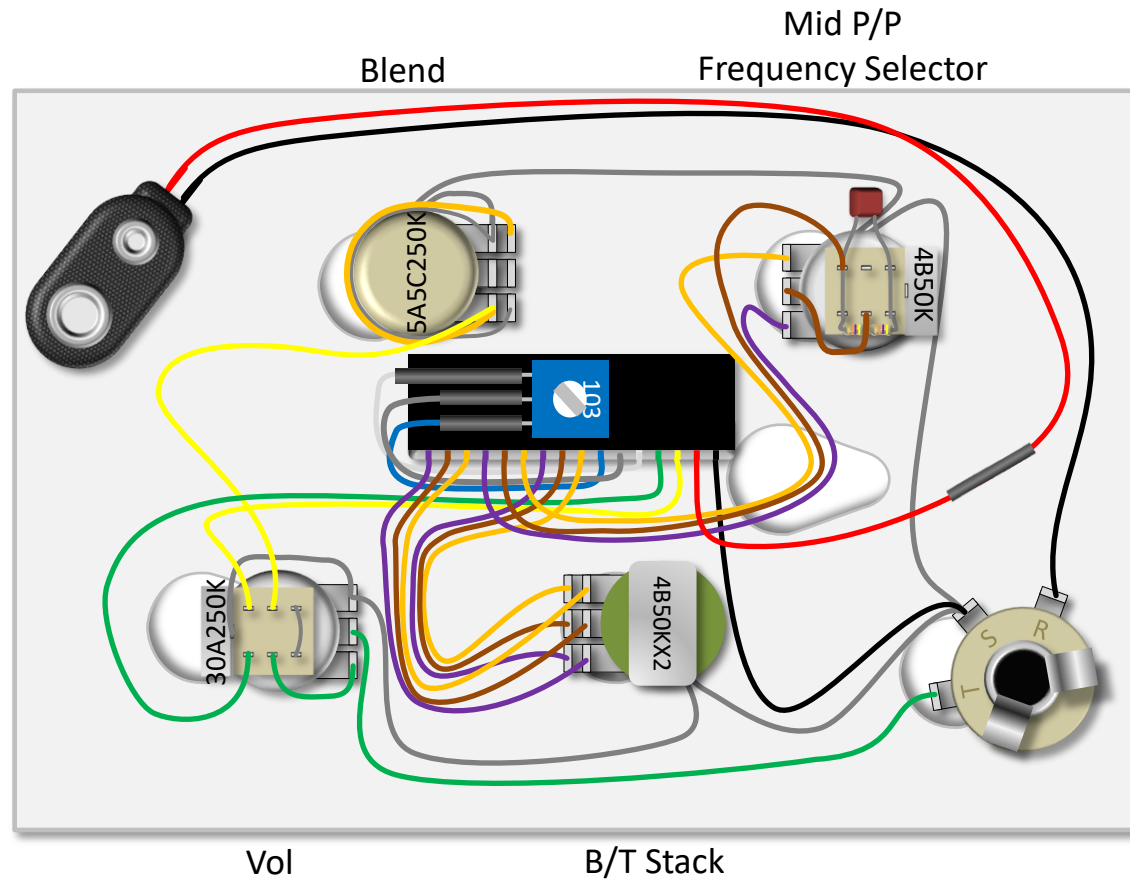 Mid P/P
Frequency Selector
Blend
5A5C250K
4B50K
103
30A250K
4B50KX2
S
R
T
Vol
B/T Stack